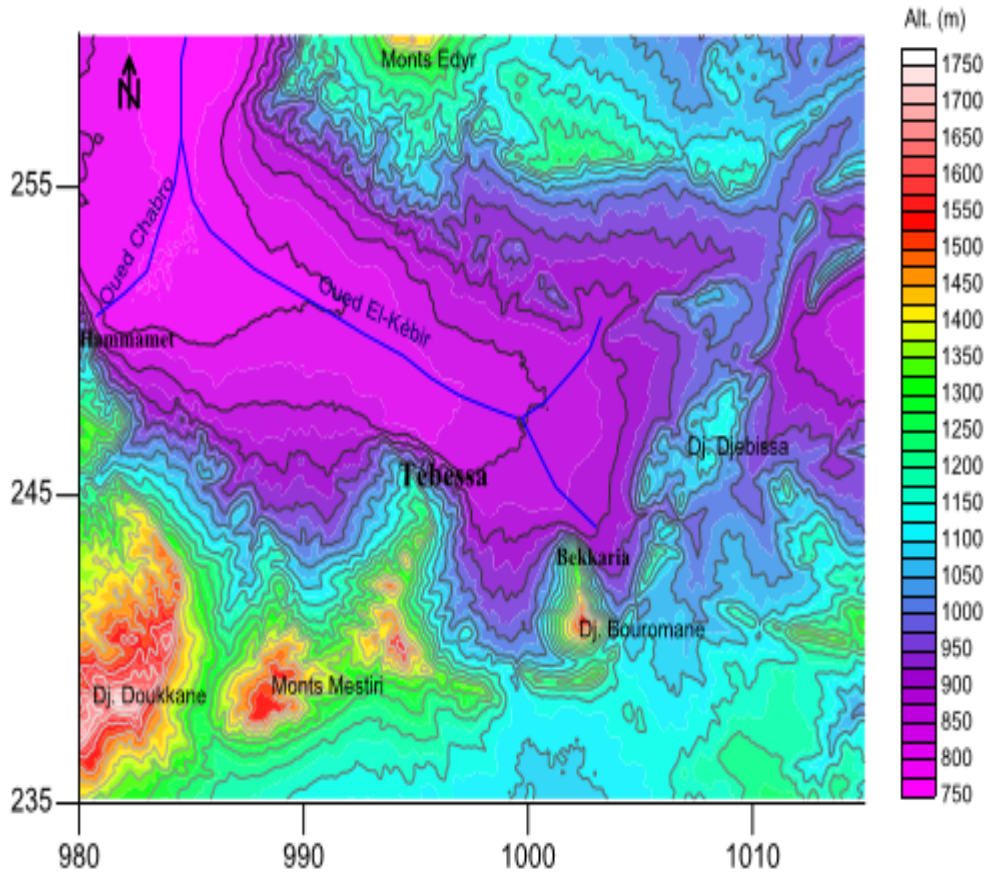 Alt. (m)
Monts Edyr
N
1750
1700
1650
1600
1550
1500
1450
1400
1350
1300
1250
1200
1150
1100
1050
1000
950
900
850
800
750
255
245
235
Oued Chabro
Oued El-Kébir
Hammamet
Dj. Djebissa
Tébessa
Bekkaria
Dj. Bouromane
Dj. Doukkane
Monts Mestiri
980
990
1000
1010